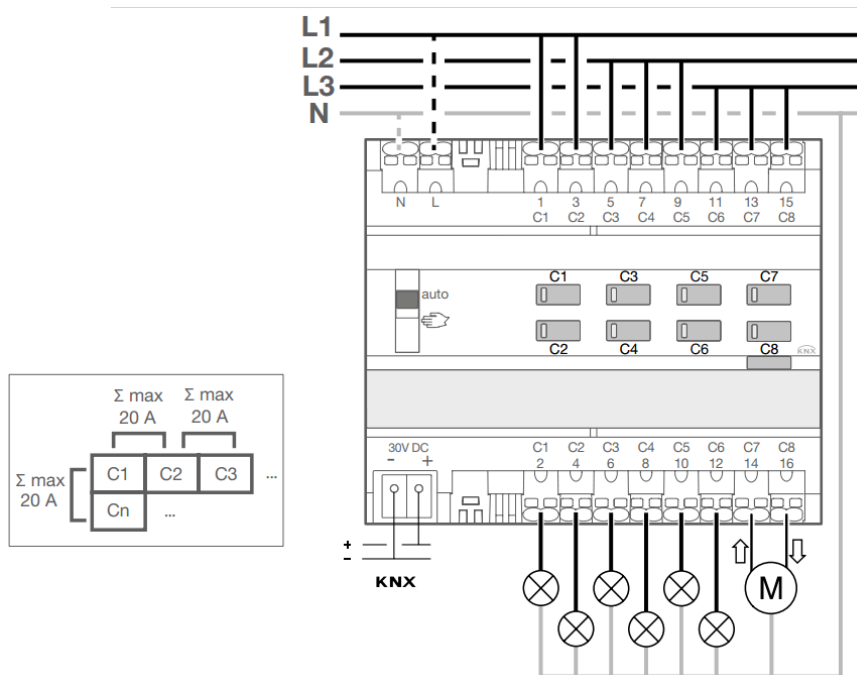 L1
L2
L3
N
N L 1 3 5 7 9 11 13 15
C1 C2 C3 C4 C5 C6 C7 C8
C1 C3 C5 C7
auto
C2 C4 C6 C8
KNX
Σ max
20 A
Σ max
20 A
Σ max
20 A
C1 C2 C3 ...
Cn ...
30V DC
- +
C1 C2 C3 C4 C5 C6 C7 C8
2 4 6 8 10 12 14 16
+
-
KNX
M